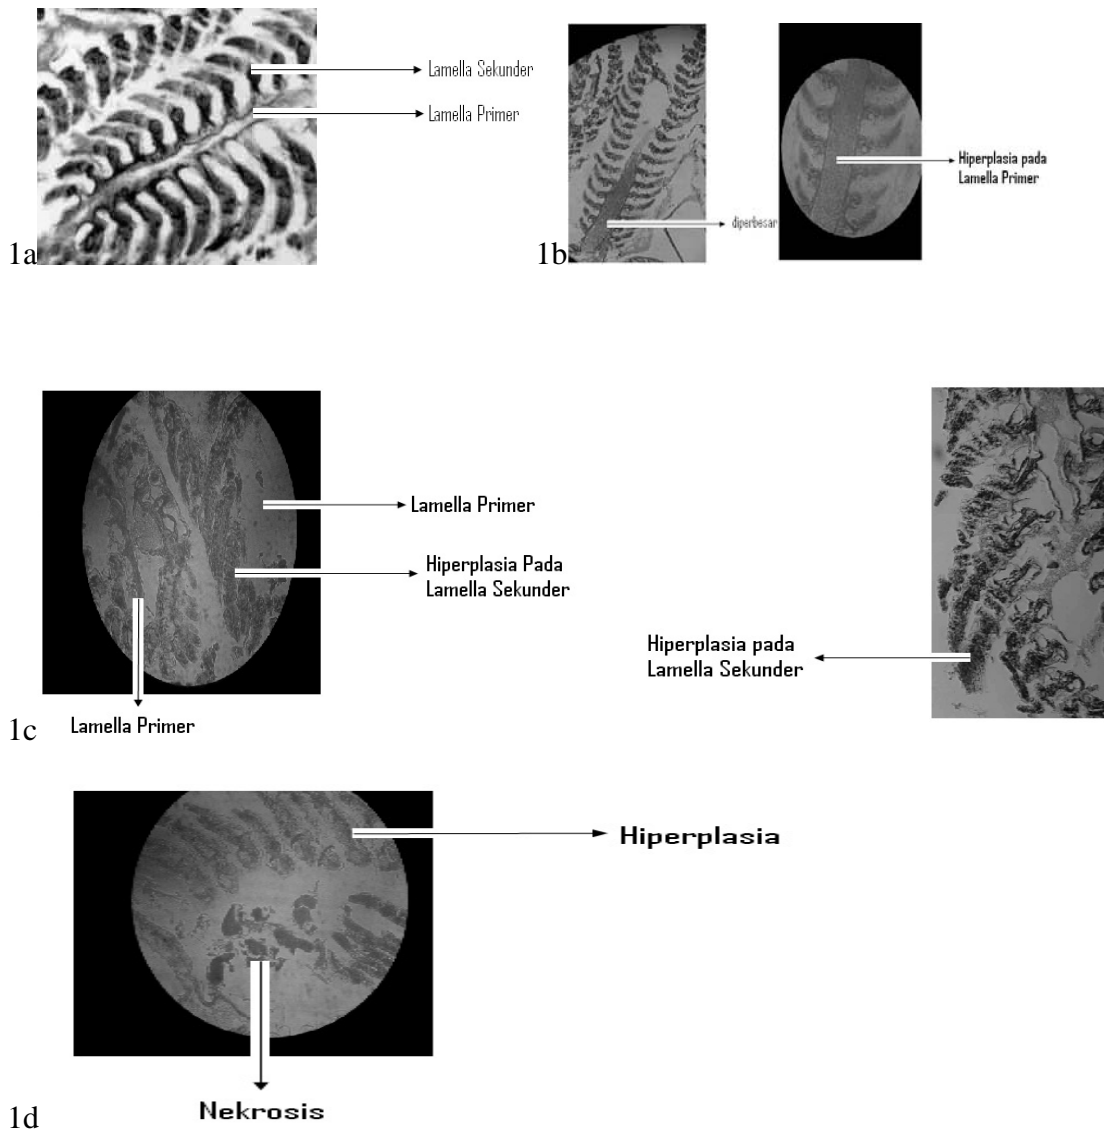 Lamella Sekunder
Lamella Primer
1a
diperbesar
Hiperplasia pada
Lamella Primer
1b
Lamella Primer
Hiperplasia Pada
Lamella Sekunder
Lamella Primer
1c
Hiperplasia pada
Lamella Sekunder
Hiperplasia
Nekrosis
1d